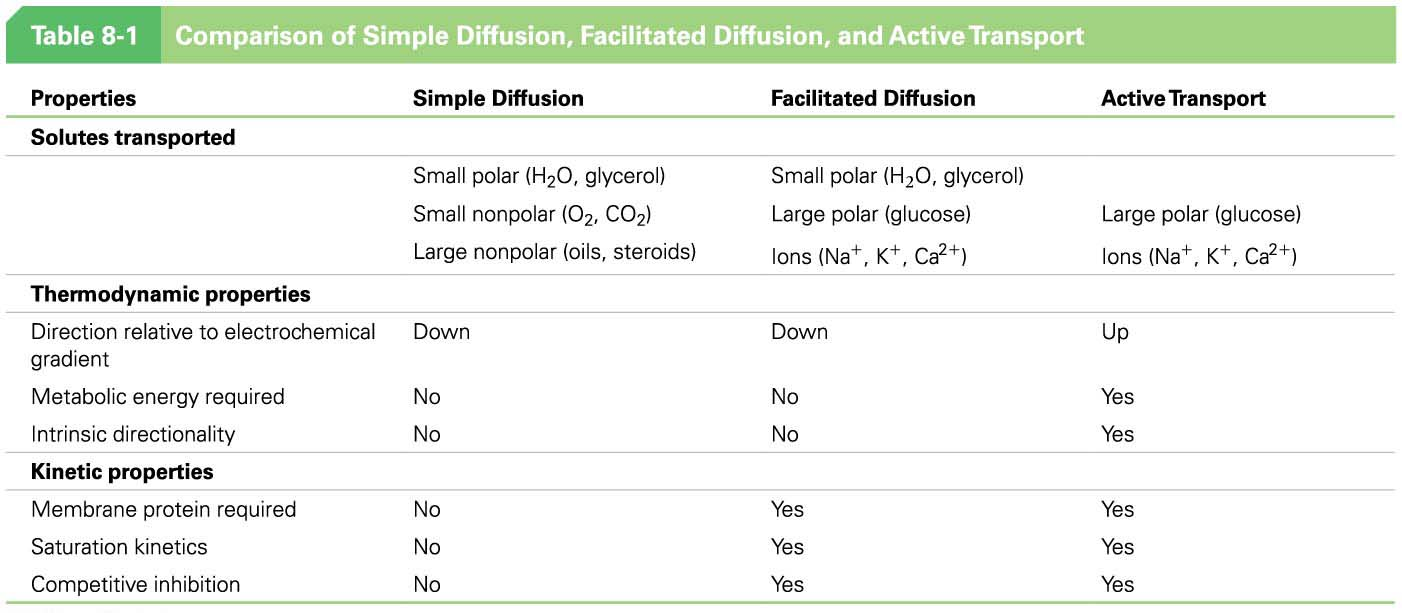 Table 8-1 Comparison of Simple Diffusion, Facilitated Diffusion, and Active Transport
Properties Simple Diffusion Facilitated Diffusion Active Transport
Solutes transported
Small polar (H₂O, glycerol) Small polar (H₂O, glycerol)
Small nonpolar (O₂, CO₂) Large polar (glucose) Large polar (glucose)
Large nonpolar (oils, steroids) Ions (Na⁺, K⁺, Ca²⁺) Ions (Na⁺, K⁺, Ca²⁺)
Thermodynamic properties
Direction relative to electrochemical Down Down Up
gradient
Metabolic energy required No No Yes
Intrinsic directionality No No Yes
Kinetic properties
Membrane protein required No Yes Yes
Saturation kinetics No Yes Yes
Competitive inhibition No Yes Yes